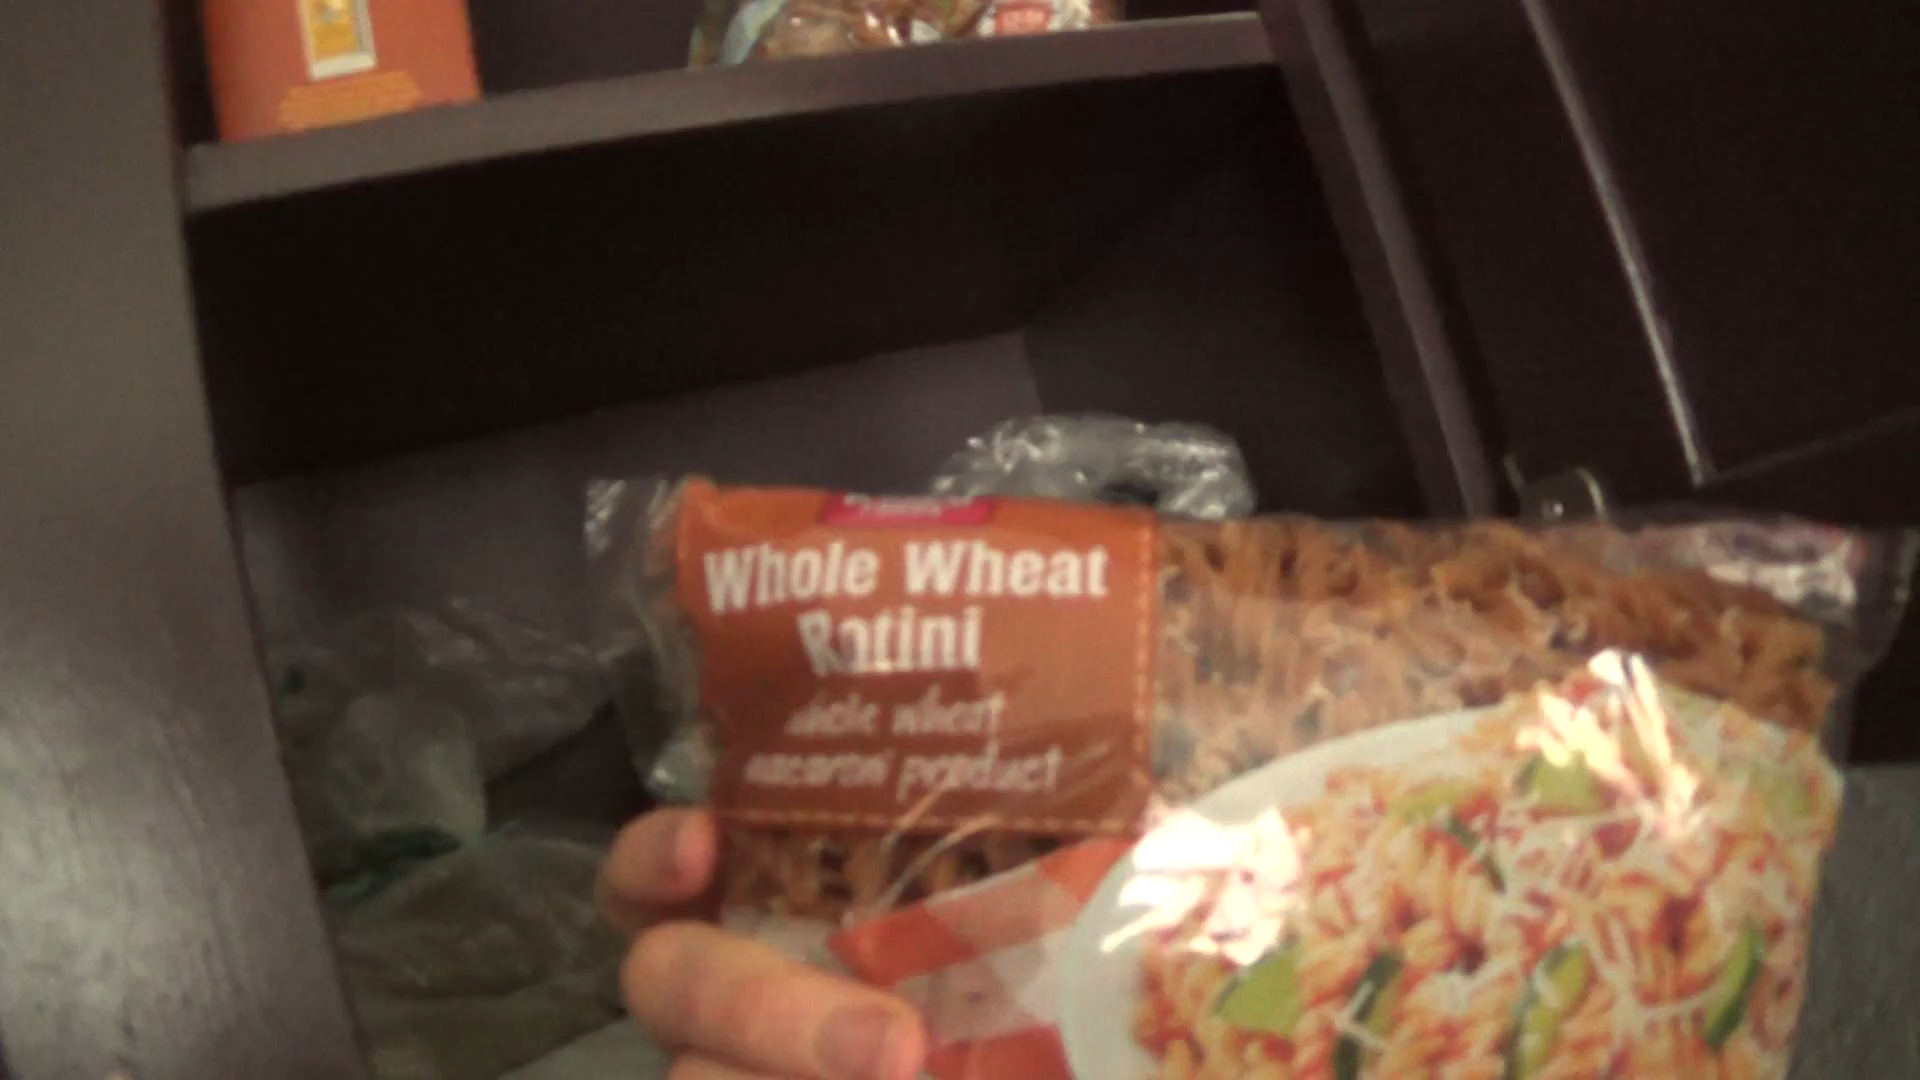 Whole Wheat
Rotini
whole wheat
macaroni product